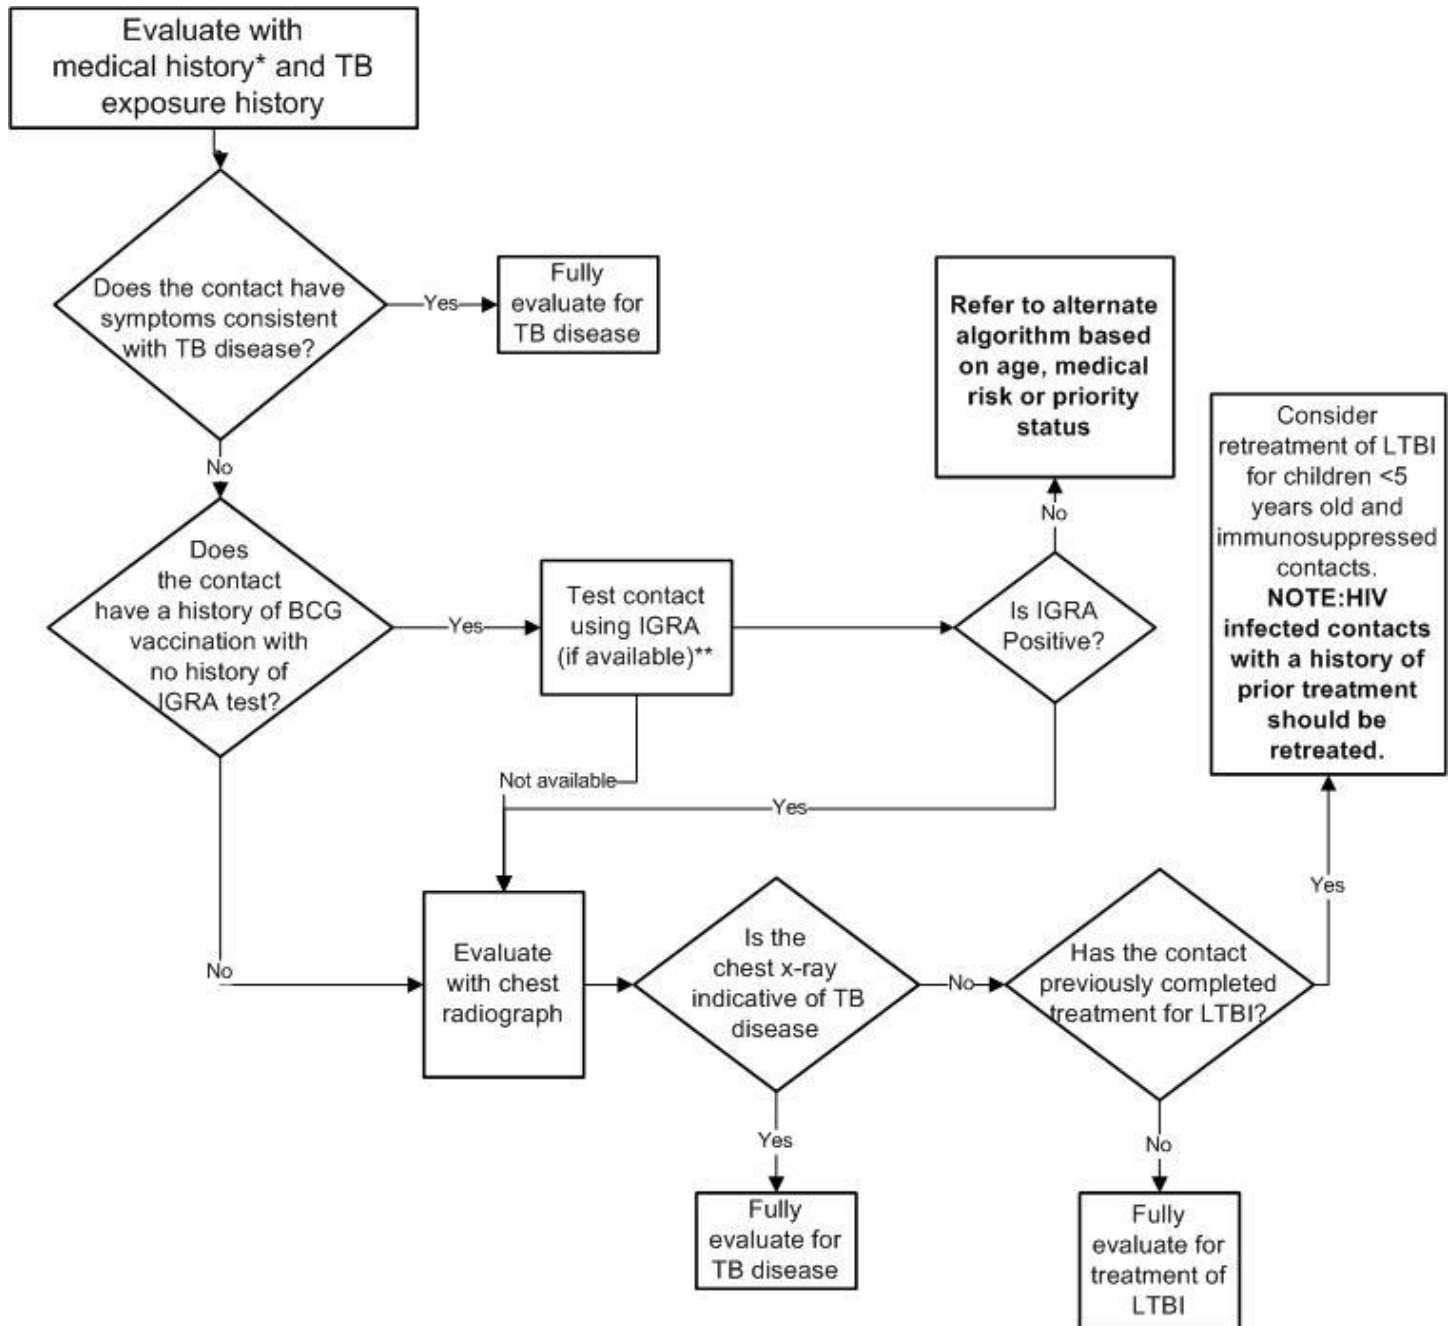 Evaluate with
medical history* and TB
exposure history
Does the contact have
symptoms consistent
with TB disease?
Yes
Fully
evaluate for
TB disease
No
Does
the contact
have a history of BCG
vaccination with
no history of
IGRA test?
Yes
Test contact
using IGRA
(if available)**
Is IGRA
Positive?
No
Refer to alternate
algorithm based
on age, medical
risk or priority
status
Not available
Yes
No
Evaluate
with chest
radiograph
Is the
chest x-ray
indicative of TB
disease
Yes
Fully
evaluate for
TB disease
No
Has the contact
previously completed
treatment for LTBI?
Yes
Consider
retreatment of LTBI
for children <5
years old and
immunosuppressed
contacts.
NOTE:HIV
infected contacts
with a history of
prior treatment
should be
retreated.
No
Fully
evaluate for
treatment of
LTBI